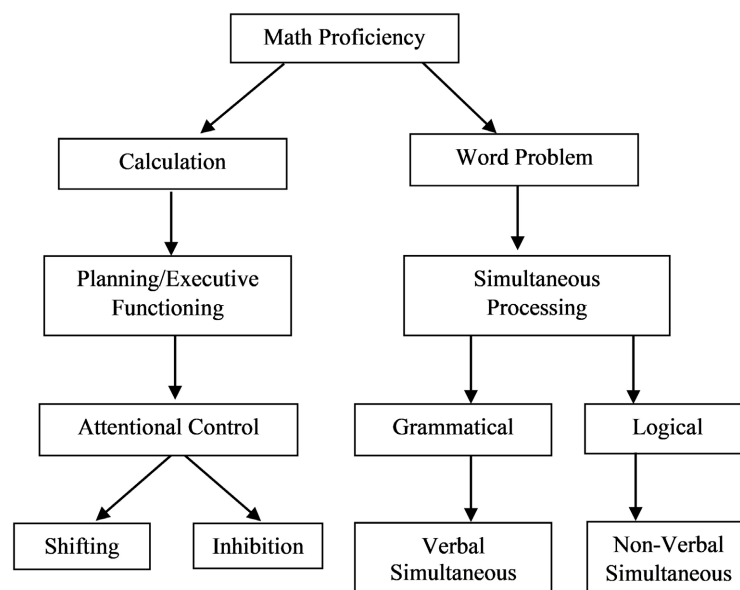 Math Proficiency
Calculation
Word Problem
Planning/Executive
Functioning
Simultaneous
Processing
Attentional Control
Grammatical
Logical
Shifting
Inhibition
Verbal
Simultaneous
Non-Verbal
Simultaneous